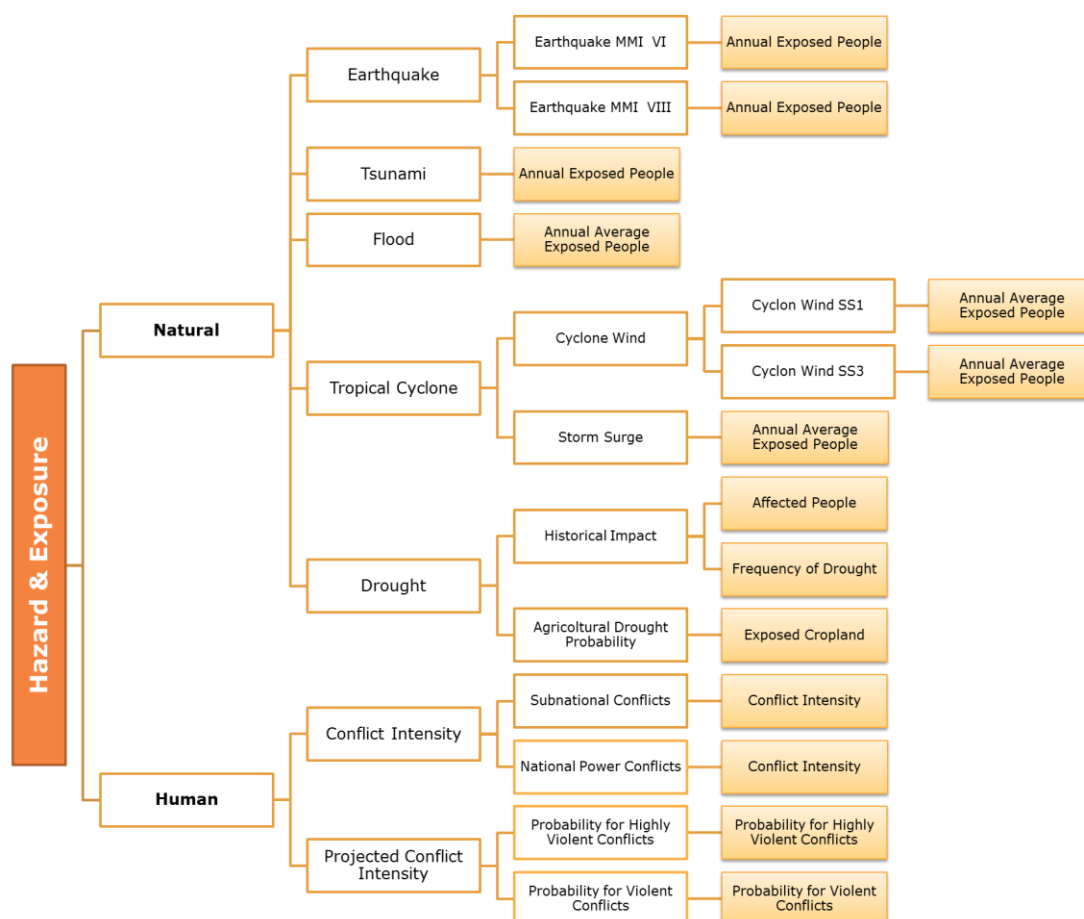 Hazard & Exposure
Natural
Earthquake
Earthquake MMI VI
Annual Exposed People
Earthquake MMI VIII
Annual Exposed People
Tsunami
Annual Exposed People
Flood
Annual Average
Exposed People
Tropical Cyclone
Cyclone Wind
Cyclon Wind SS1
Annual Average
Exposed People
Cyclon Wind SS3
Annual Average
Exposed People
Storm Surge
Annual Average
Exposed People
Drought
Historical Impact
Affected People
Frequency of Drought
Agricoltural Drought
Probability
Exposed Cropland
Human
Conflict Intensity
Subnational Conflicts
Conflict Intensity
National Power Conflicts
Conflict Intensity
Projected Conflict
Intensity
Probability for Highly
Violent Conflicts
Probability for Highly
Violent Conflicts
Probability for Violent
Conflicts
Probability for Violent
Conflicts